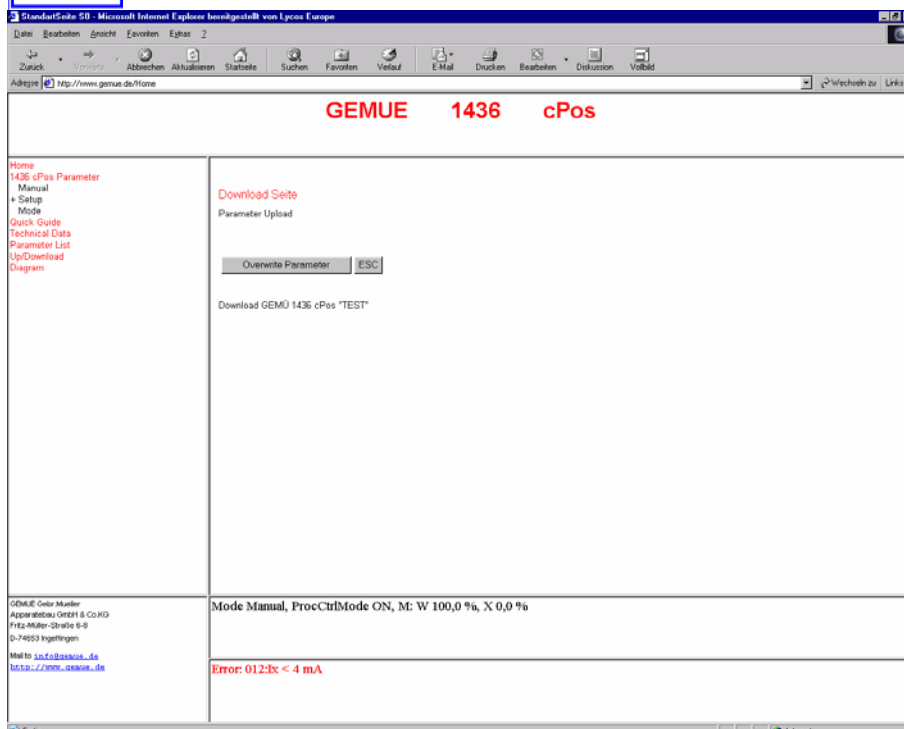 StandartSeite S0 - Microsoft Internet Explorer bereitgestellt von Lycos Europe
Datei Bearbeiten Ansicht Favoriten Extras ?
Zurück Vorwärts Abbrechen Aktualisieren Startseite Suchen Favoriten Verlauf E-Mail Drucken Bearbeiten Diskussion Vollbild
Adresse http://www.gemue.de/Home Wechseln zu Links
GEMUE 1436 cPos
Home
1436 cPos Parameter
Manual
+ Setup
Mode
Quick Guide
Technical Data
Parameter List
Up/Download
Diagram
Download Seite
Parameter Upload
Overwrite Parameter ESC
Download GEMÜ 1436 cPos "TEST"
GEMUE Gebr.Mueller
Apparatebau GmbH & Co.KG
Fritz-Müller-Straße 6-8
D-74653 Ingelfingen
Mail to info@gemue.de
http://www.gemue.de
Mode Manual, ProcCtrlMode ON, M: W 100,0 %, X 0,0 %
Error: 012:Ix < 4 mA